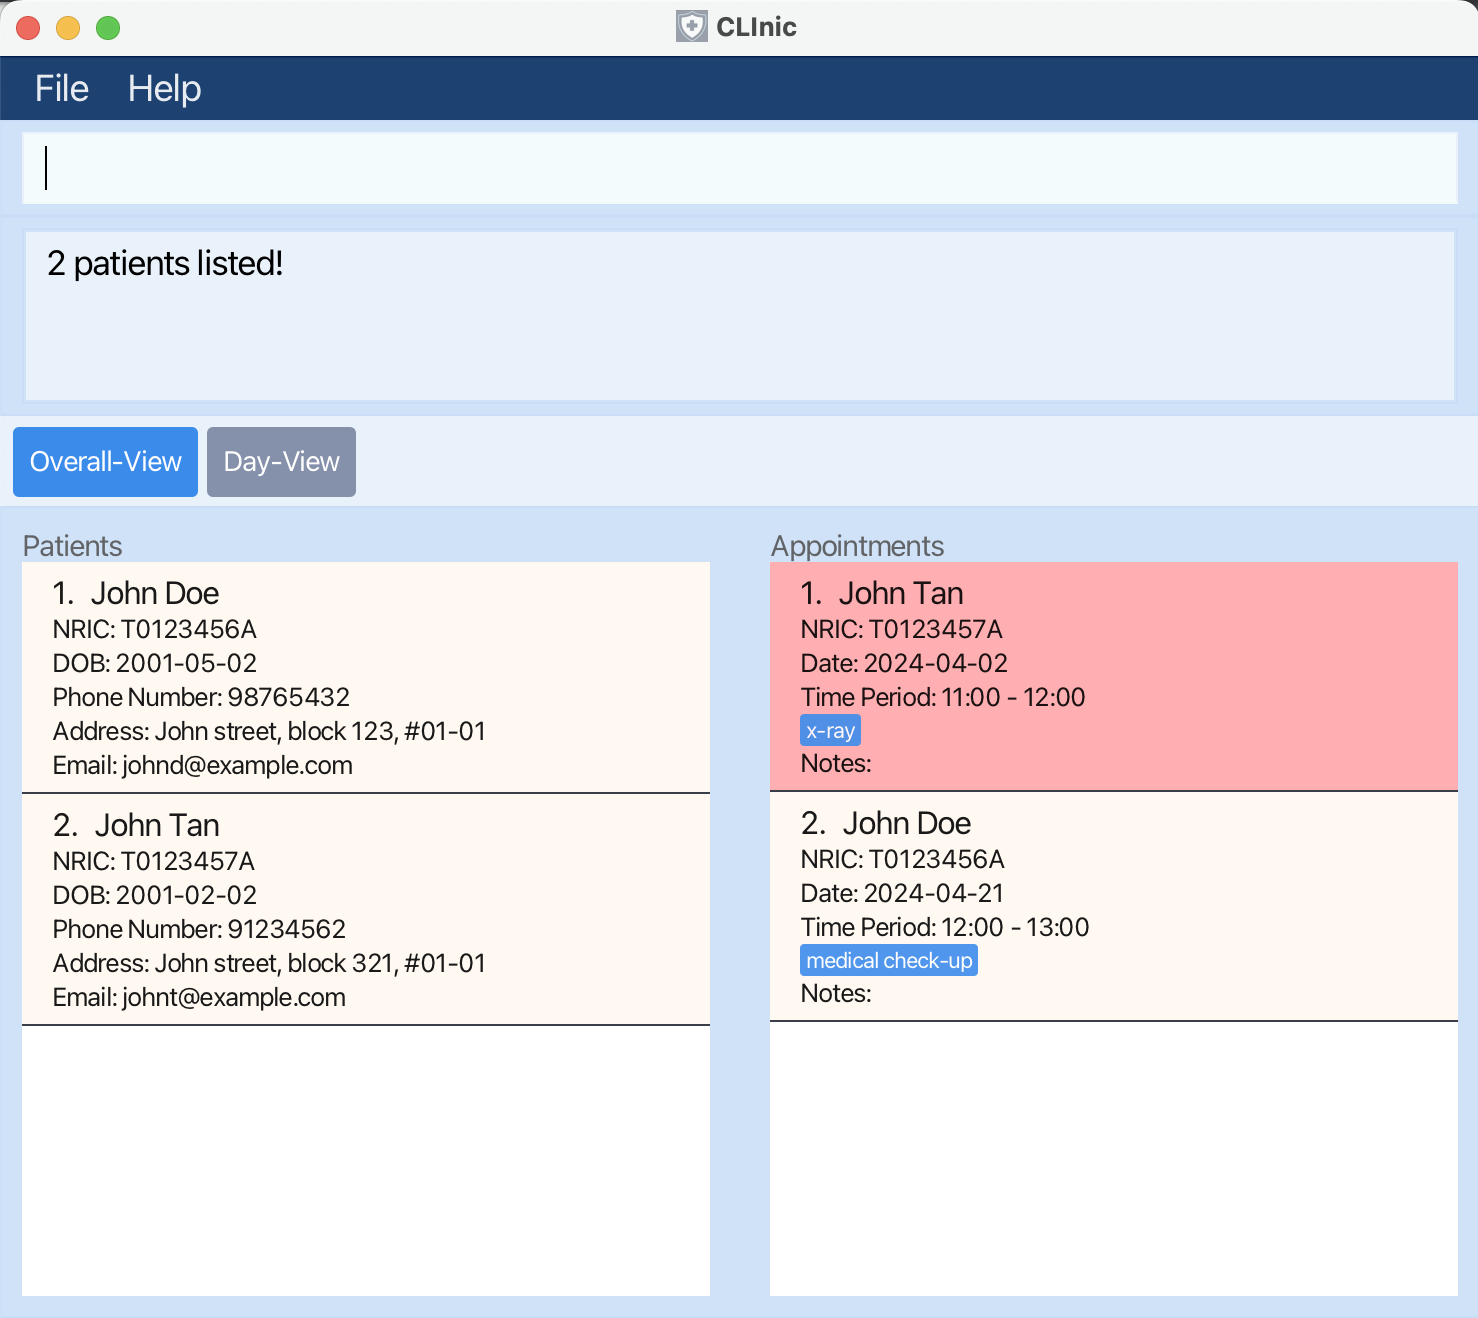 CLInic
File Help
2 patients listed!
Overall-View Day-View
Patients
1. John Doe
NRIC: T0123456A
DOB: 2001-05-02
Phone Number: 98765432
Address: John street, block 123, #01-01
Email: johnd@example.com
2. John Tan
NRIC: T0123457A
DOB: 2001-02-02
Phone Number: 91234562
Address: John street, block 321, #01-01
Email: johnt@example.com
Appointments
1. John Tan
NRIC: T0123457A
Date: 2024-04-02
Time Period: 11:00 - 12:00
x-ray
Notes:
2. John Doe
NRIC: T0123456A
Date: 2024-04-21
Time Period: 12:00 - 13:00
medical check-up
Notes: